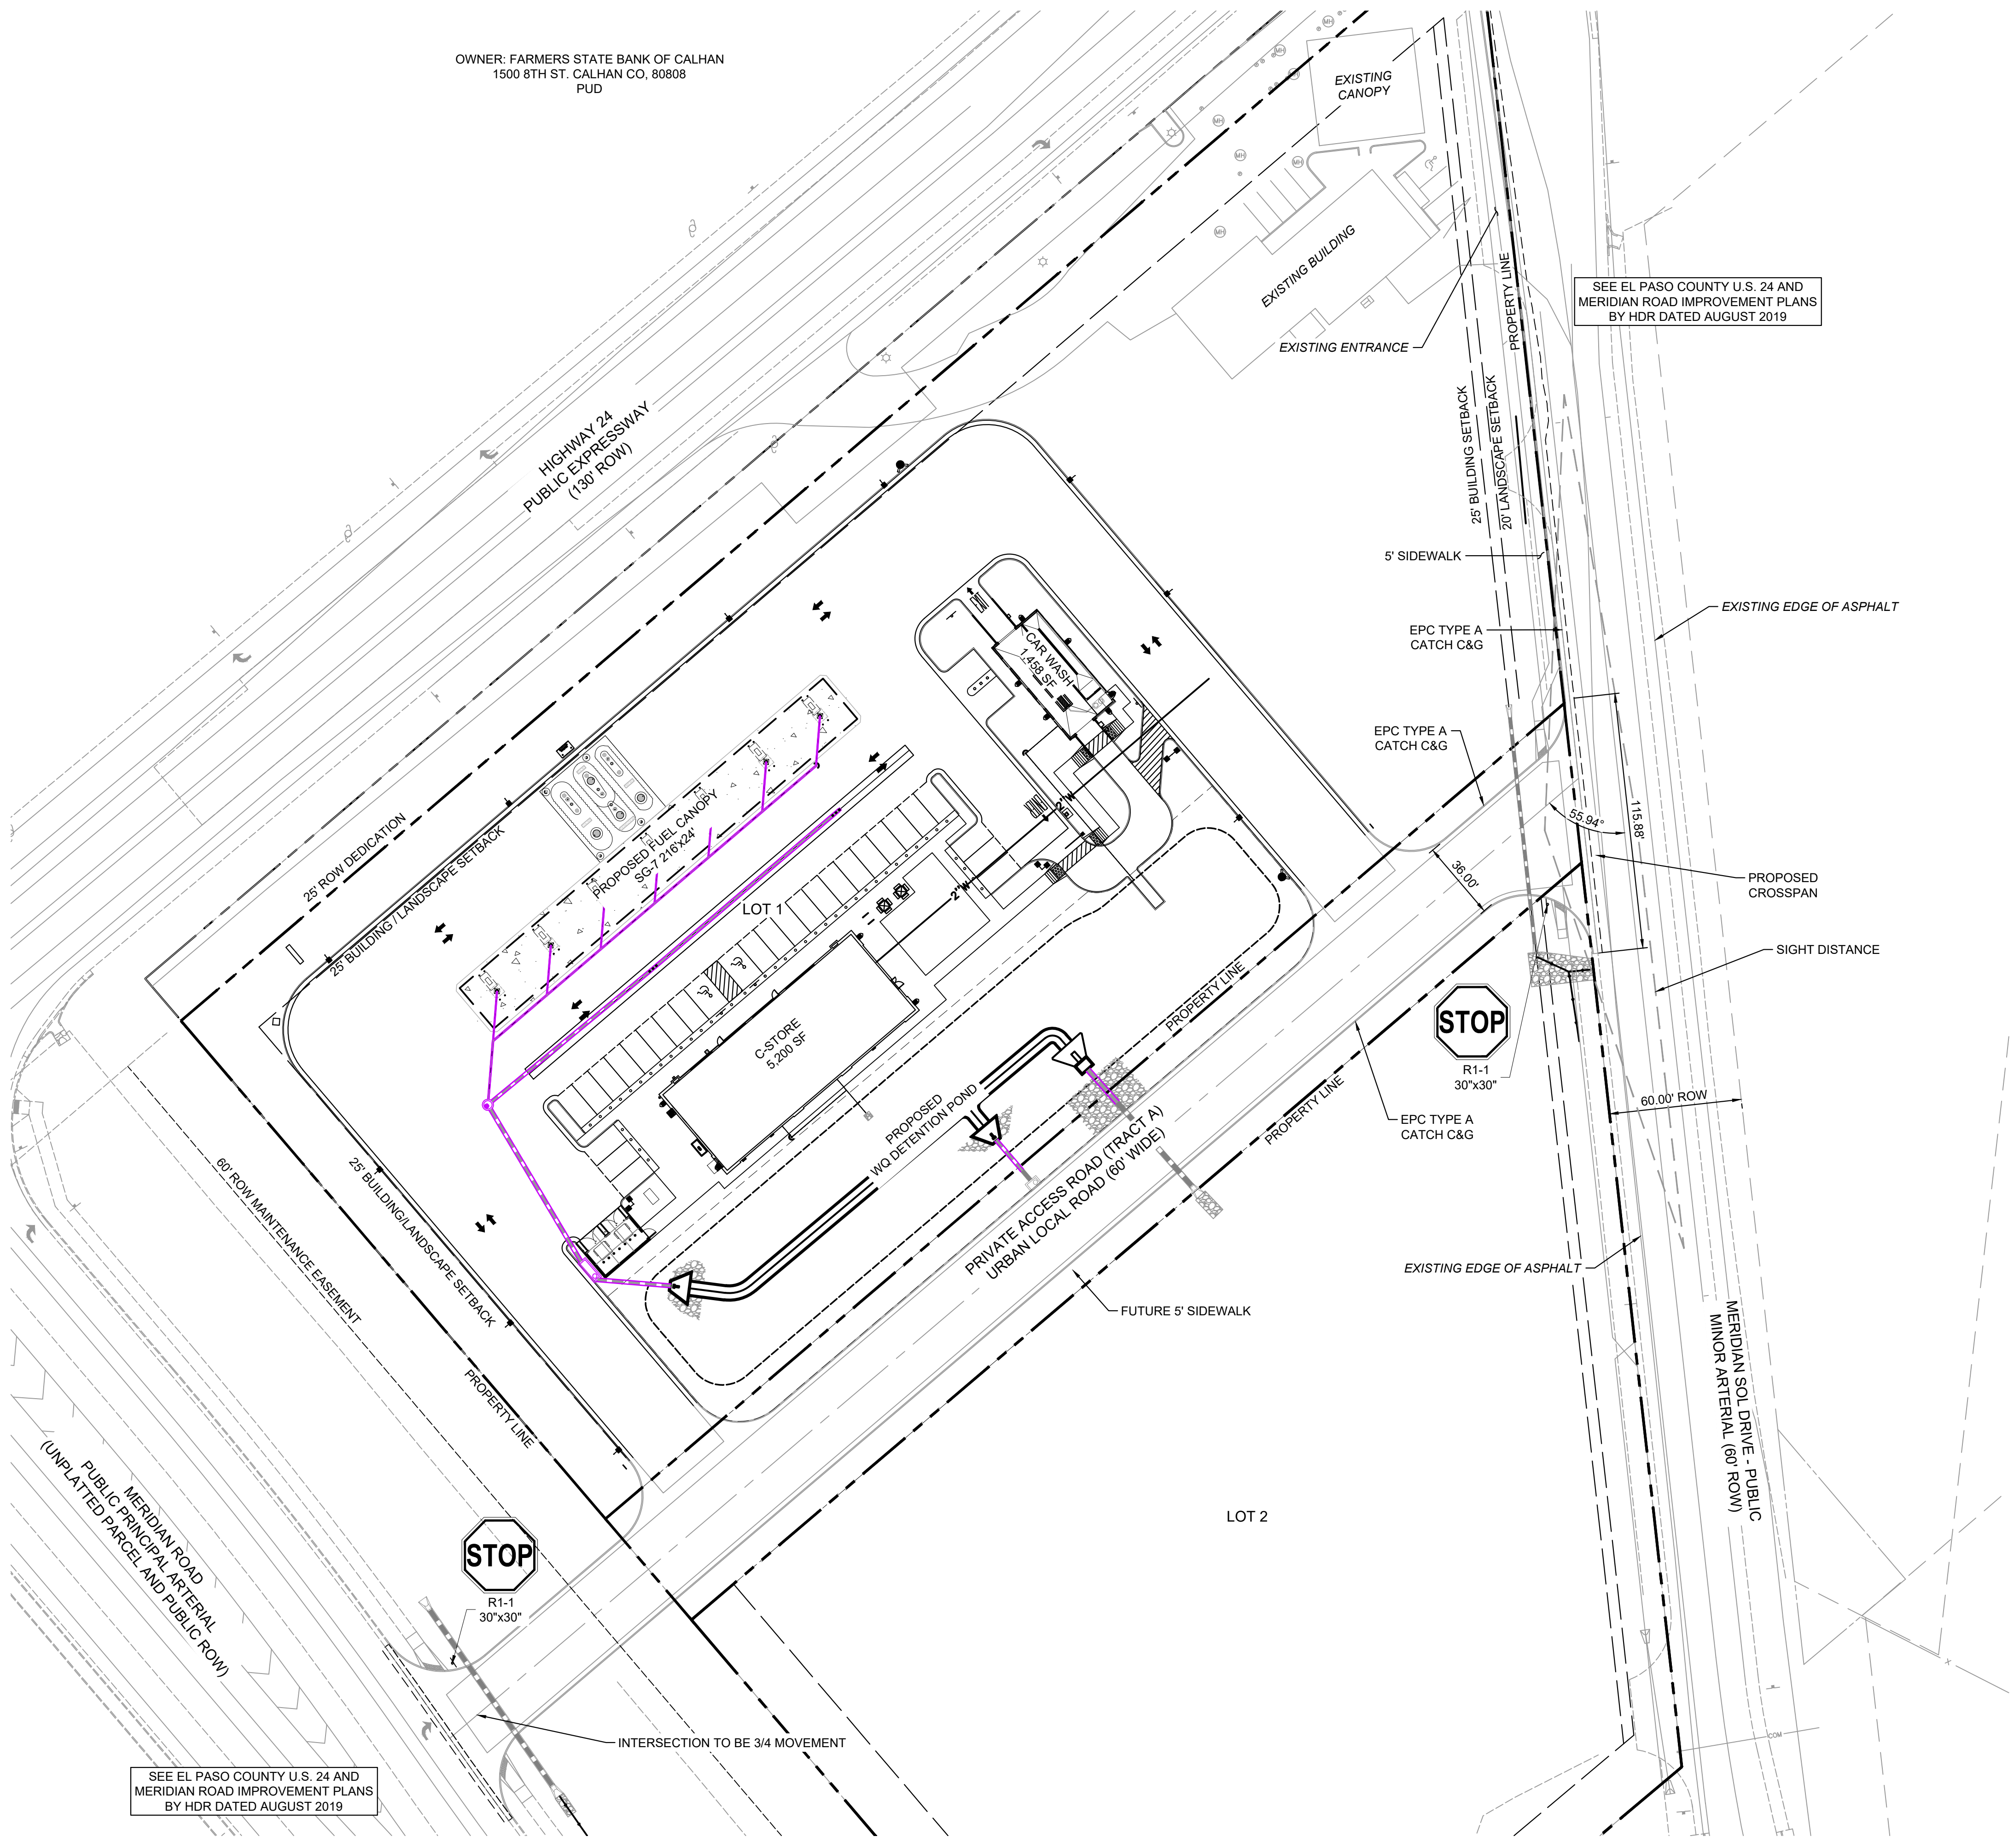 OWNER: FARMERS STATE BANK OF CALHAN
1500 8TH ST. CALHAN CO, 80808
PUD
EXISTING
CANOPY
MH
MH
MH
MH
MH
MH
EXISTING BUILDING
EXISTING ENTRANCE
PROPERTY LINE
25' BUILDING SETBACK
20' LANDSCAPE SETBACK
SEE EL PASO COUNTY U.S. 24 AND
MERIDIAN ROAD IMPROVEMENT PLANS
BY HDR DATED AUGUST 2019
HIGHWAY 24
PUBLIC EXPRESSWAY
(130' ROW)
5' SIDEWALK
EXISTING EDGE OF ASPHALT
EPC TYPE A
CATCH C&G
EPC TYPE A
CATCH C&G
CAR WASH
1,458 SF
25' ROW DEDICATION
25' BUILDING / LANDSCAPE SETBACK
PROPOSED FUEL CANOPY
SG-7 216'x24'
LOT 1
2"W
2"W
55.94°
115.88'
36.00'
PROPOSED
CROSSPAN
SIGHT DISTANCE
C-STORE
5,200 SF
PROPERTY LINE
STOP
R1-1
30"x30"
60.00' ROW
EPC TYPE A
CATCH C&G
PROPOSED
WQ DETENTION POND
PROPERTY LINE
PRIVATE ACCESS ROAD (TRACT A)
URBAN LOCAL ROAD (60' WIDE)
60' ROW MAINTENANCE EASEMENT
25' BUILDING/LANDSCAPE SETBACK
PROPERTY LINE
EXISTING EDGE OF ASPHALT
FUTURE 5' SIDEWALK
MERIDIAN SOL DRIVE - PUBLIC
MINOR ARTERIAL (60' ROW)
MERIDIAN ROAD
PUBLIC PRINCIPAL ARTERIAL
(UNPLATTED PARCEL AND PUBLIC ROW)
LOT 2
STOP
R1-1
30"x30"
INTERSECTION TO BE 3/4 MOVEMENT
COM
SEE EL PASO COUNTY U.S. 24 AND
MERIDIAN ROAD IMPROVEMENT PLANS
BY HDR DATED AUGUST 2019